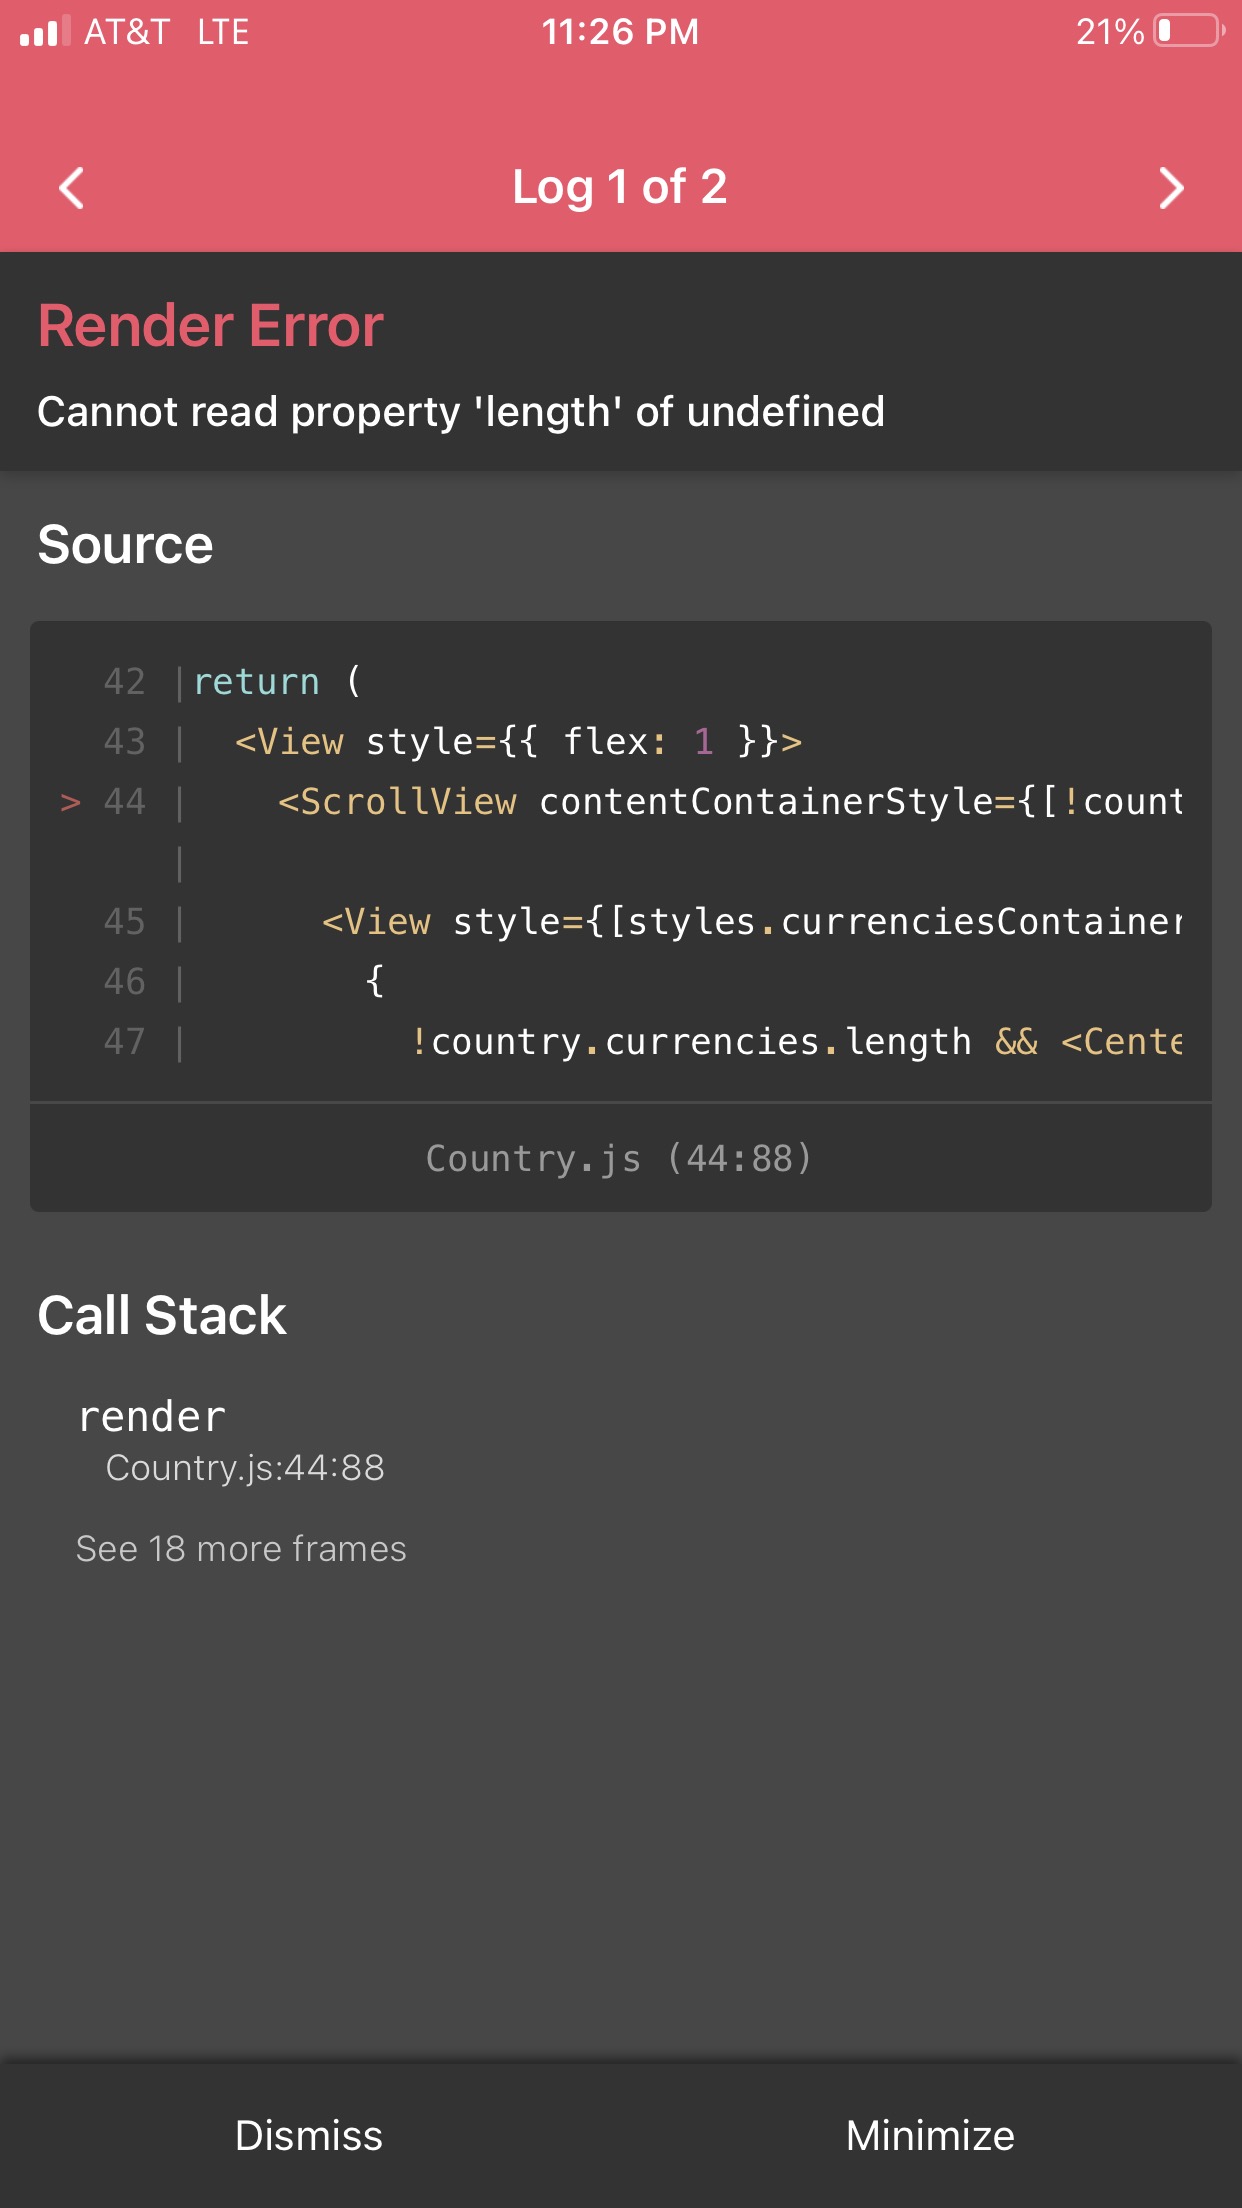 AT&T LTE 11:26 PM 21%
Log 1 of 2
Render Error
Cannot read property 'length' of undefined
Source
42 |return (
43 |  <View style={{ flex: 1 }}>
> 44 |    <ScrollView contentContainerStyle={[!count
|
45 |      <View style={[styles.currenciesContainer
46 |        {
47 |          !country.currencies.length && <Cente
Country.js (44:88)
Call Stack
render
Country.js:44:88
See 18 more frames
Dismiss Minimize